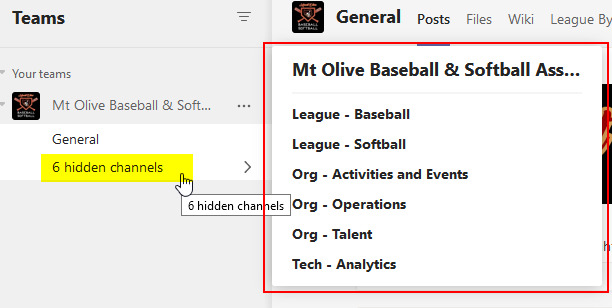 Teams
Your teams
Mt Olive Baseball & Soft...
General
6 hidden channels
6 hidden channels
General Posts Files Wiki League By
Mt Olive Baseball & Softball Ass...
League - Baseball
League - Softball
Org - Activities and Events
Org - Operations
Org - Talent
Tech - Analytics